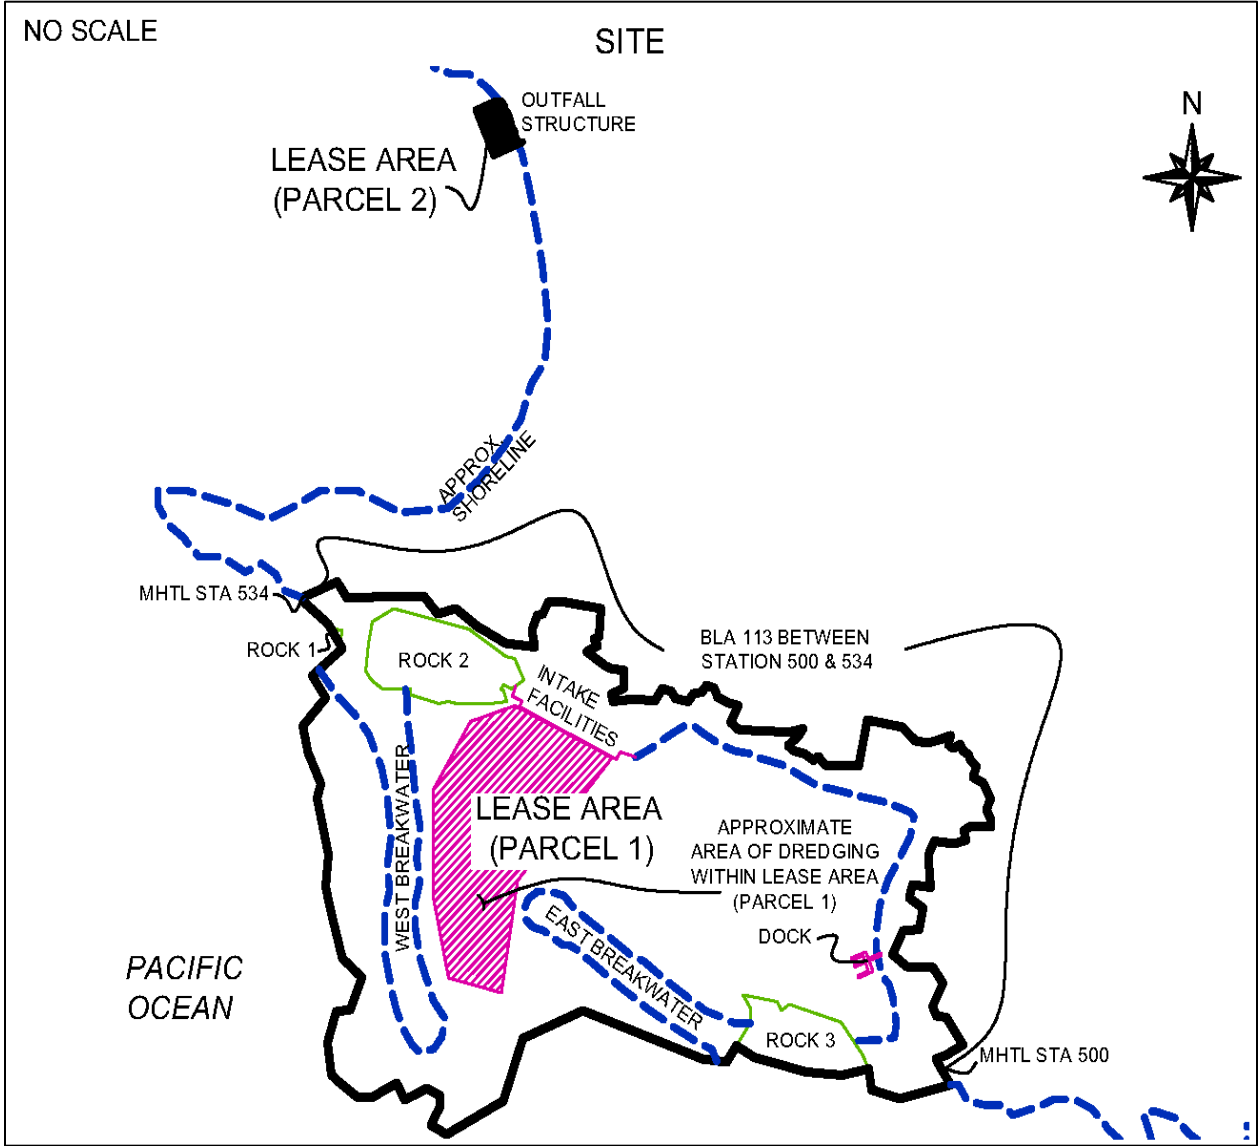 NO SCALE
SITE
OUTFALL
STRUCTURE
N
LEASE AREA
(PARCEL 2)
APPROX
SHORELINE
MHTL STA 534
ROCK 1
ROCK 2
BLA 113 BETWEEN
STATION 500 & 534
INTAKE
FACILITIES
WEST BREAKWATER
LEASE AREA
(PARCEL 1)
APPROXIMATE
AREA OF DREDGING
WITHIN LEASE AREA
(PARCEL 1)
EAST BREAKWATER
DOCK
PACIFIC
OCEAN
ROCK 3
MHTL STA 500